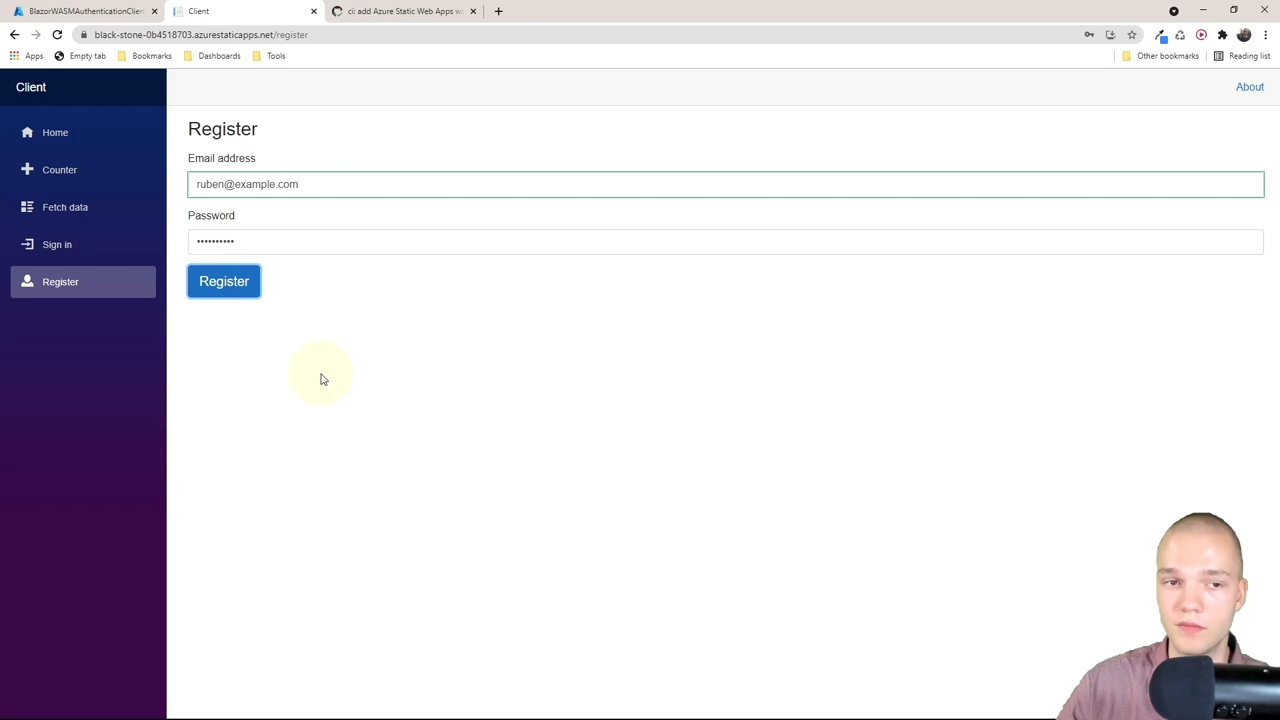 BlazorWASMAuthenticationClien
Client
ci: add Azure Static Web Apps wo
black-stone-0b4518703.azurestaticapps.net/register
Apps
Empty tab
Bookmarks
Dashboards
Tools
Other bookmarks
Reading list
Client
About
Home
Counter
Fetch data
Sign in
Register
Register
Email address
ruben@example.com
Password
••••••••••
Register